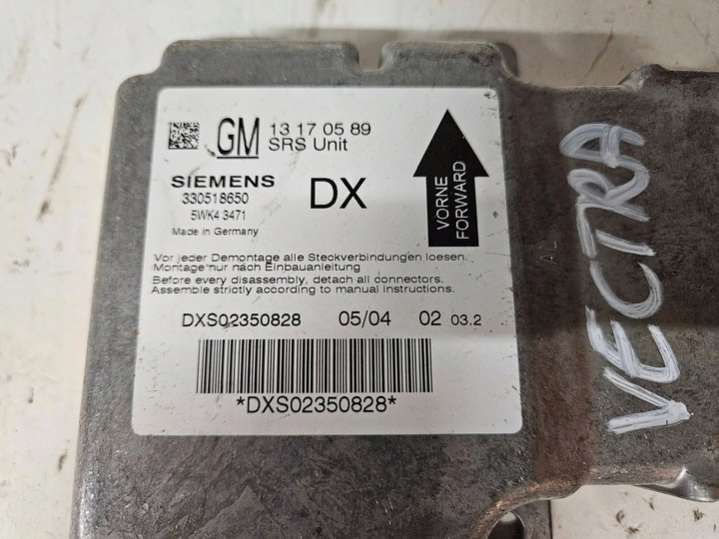 GM 13 17 05 89
SRS Unit
SIEMENS
330518650
5WK4 3471
Made in Germany
DX
VORNE
FORWARD
Vor jeder Demontage alle Steckverbindungen loesen.
Montage nur nach Einbauanleitung
Before every disassembly, detach all connectors.
Assemble strictly according to manual instructions.
DXS02350828 05/04 02 03.2
*DXS02350828*
VECTRA